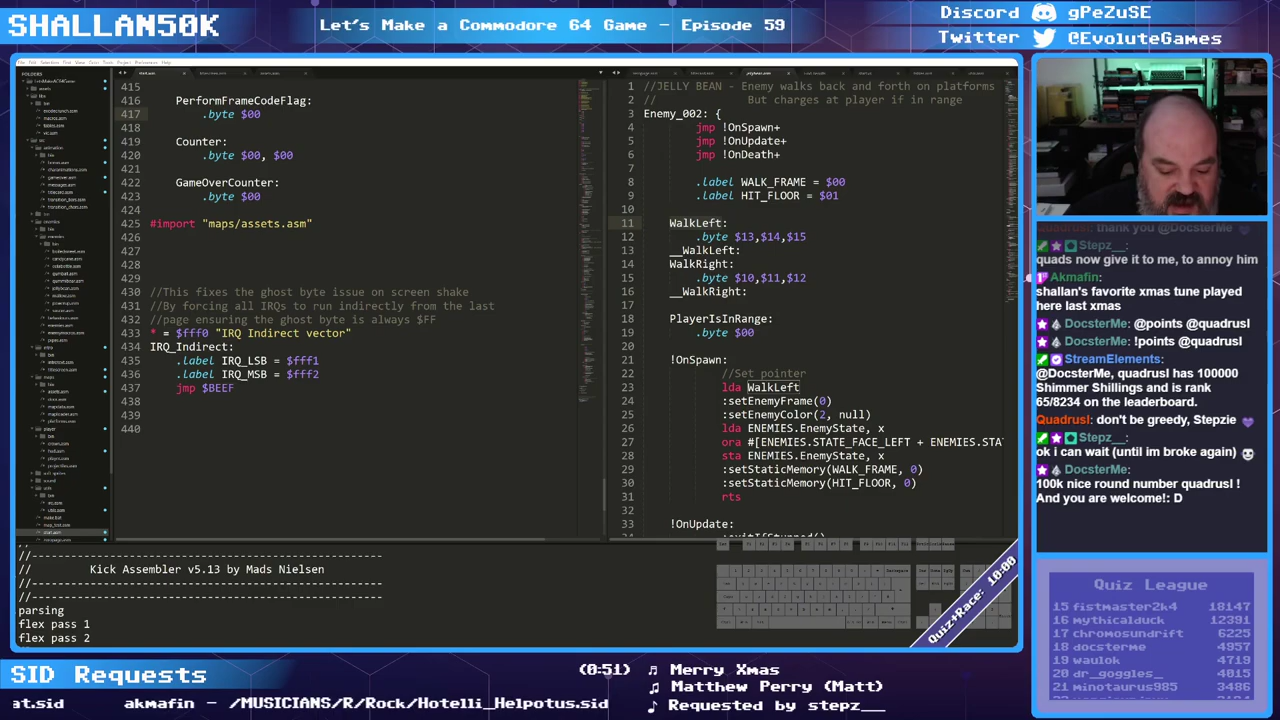 SHALLAN50K
Let's Make a Commodore 64 Game - Episode 59
Discord gPeZuSE
Twitter @EvoluteGames
FOLDERS
415
416 PerformFrameCodeFlag:
417 .byte $00
418
419 Counter:
420 .byte $00, $00
421
422 GameOverCounter:
423 .byte $00
424
425 #import "maps/assets.asm"
426
427
428
429
430 //This fixes the ghost byte issue on screen shake
431 //By forcing all IRQs to run indirectly from the last
432 //page ensuring the ghost byte is always $FF
433 * = $fff0 "IRQ Indirect vector"
434 IRQ_Indirect:
435 .label IRQ_LSB = $fff1
436 .label IRQ_MSB = $fff2
437 jmp $BEEF
438
439
440
1 //JELLY BEAN - Enemy walks back and forth on platforms
2 // But charges at player if in range
3 Enemy_002: {
4 jmp !OnSpawn+
5 jmp !OnUpdate+
6 jmp !OnDeath+
7
8 .label WALK_FRAME = $00
9 .label HIT_FLOOR = $01
10
11 WalkLeft:
12 .byte $13,$14,$15
13 __WalkLeft:
14 WalkRight:
15 .byte $10,$11,$12
16 __WalkRight:
17
18 PlayerIsInRange:
19 .byte $00
20
21 !OnSpawn:
22 //Set pointer
23 lda WalkLeft
24 :setEnemyFrame(0)
25 :setEnemyColor(2, null)
26 lda ENEMIES.EnemyState, x
27 ora #[ENEMIES.STATE_FACE_LEFT + ENEMIES.STA
28 sta ENEMIES.EnemyState, x
29 :setStaticMemory(WALK_FRAME, 0)
30 :setStaticMemory(HIT_FLOOR, 0)
31 rts
32
33 !OnUpdate:
//------------------------------------------------------
// Kick Assembler v5.13 by Mads Nielsen
//------------------------------------------------------
parsing
flex pass 1
flex pass 2
Quiz+Race: 10:00
Quadrusl: thank you @DocsterMe
Stepz__:
quads now give it to me, to annoy him
Akmafin:
shallan's favorite xmas tune played
here last xmas
DocsterMe: @points @quadrusl
DocsterMe: !points @quadrusl
StreamElements:
@DocsterMe, quadrusl has 100000
Shimmer Shillings and is rank
65/8234 on the leaderboard.
Quadrusl: don't be greedy, Stepzie
Stepz__:
ok i can wait (until im broke again)
DocsterMe:
100k nice round number quadrusl !
And you are welcome!: D
Quiz League
15 fistmaster2k4 18147
16 mythicalduck 12391
17 chromosundrift 6225
18 docsterme 4957
19 waulok 4719
20 dr_goggles_ 4015
21 minotaurus985 3486
SID Requests
(0:51) Merry Xmas
Matthew Perry (Matt)
Requested by stepz__
at.sid akmafin - /MUSICIANS/R/Rock/Hotelli_Helpotus.sid